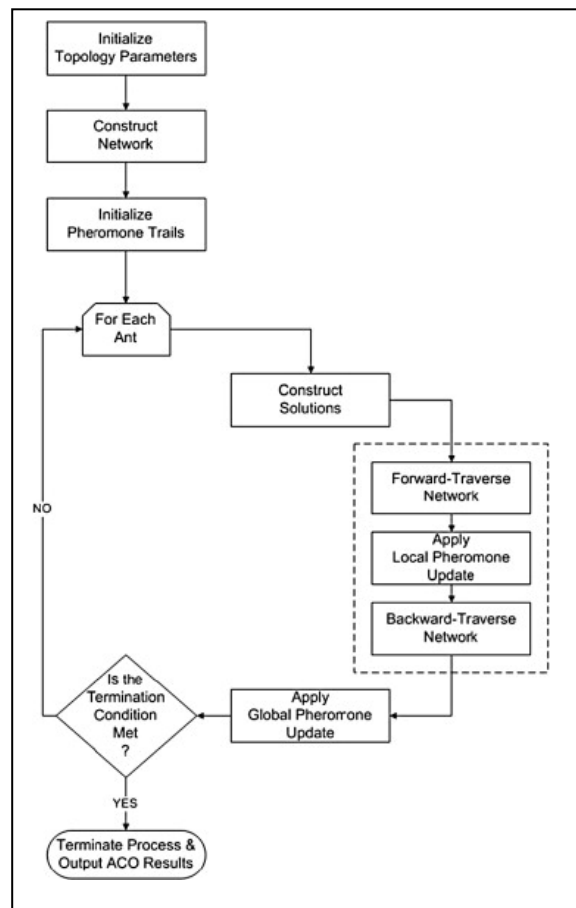 Initialize
Topology Parameters
Construct
Network
Initialize
Pheromone Trails
For Each
Ant
Construct
Solutions
Forward-Traverse
Network
Apply
Local Pheromone
Update
Backward-Traverse
Network
Apply
Global Pheromone
Update
Is the
Termination
Condition
Met
?
NO
YES
Terminate Process &
Output ACO Results